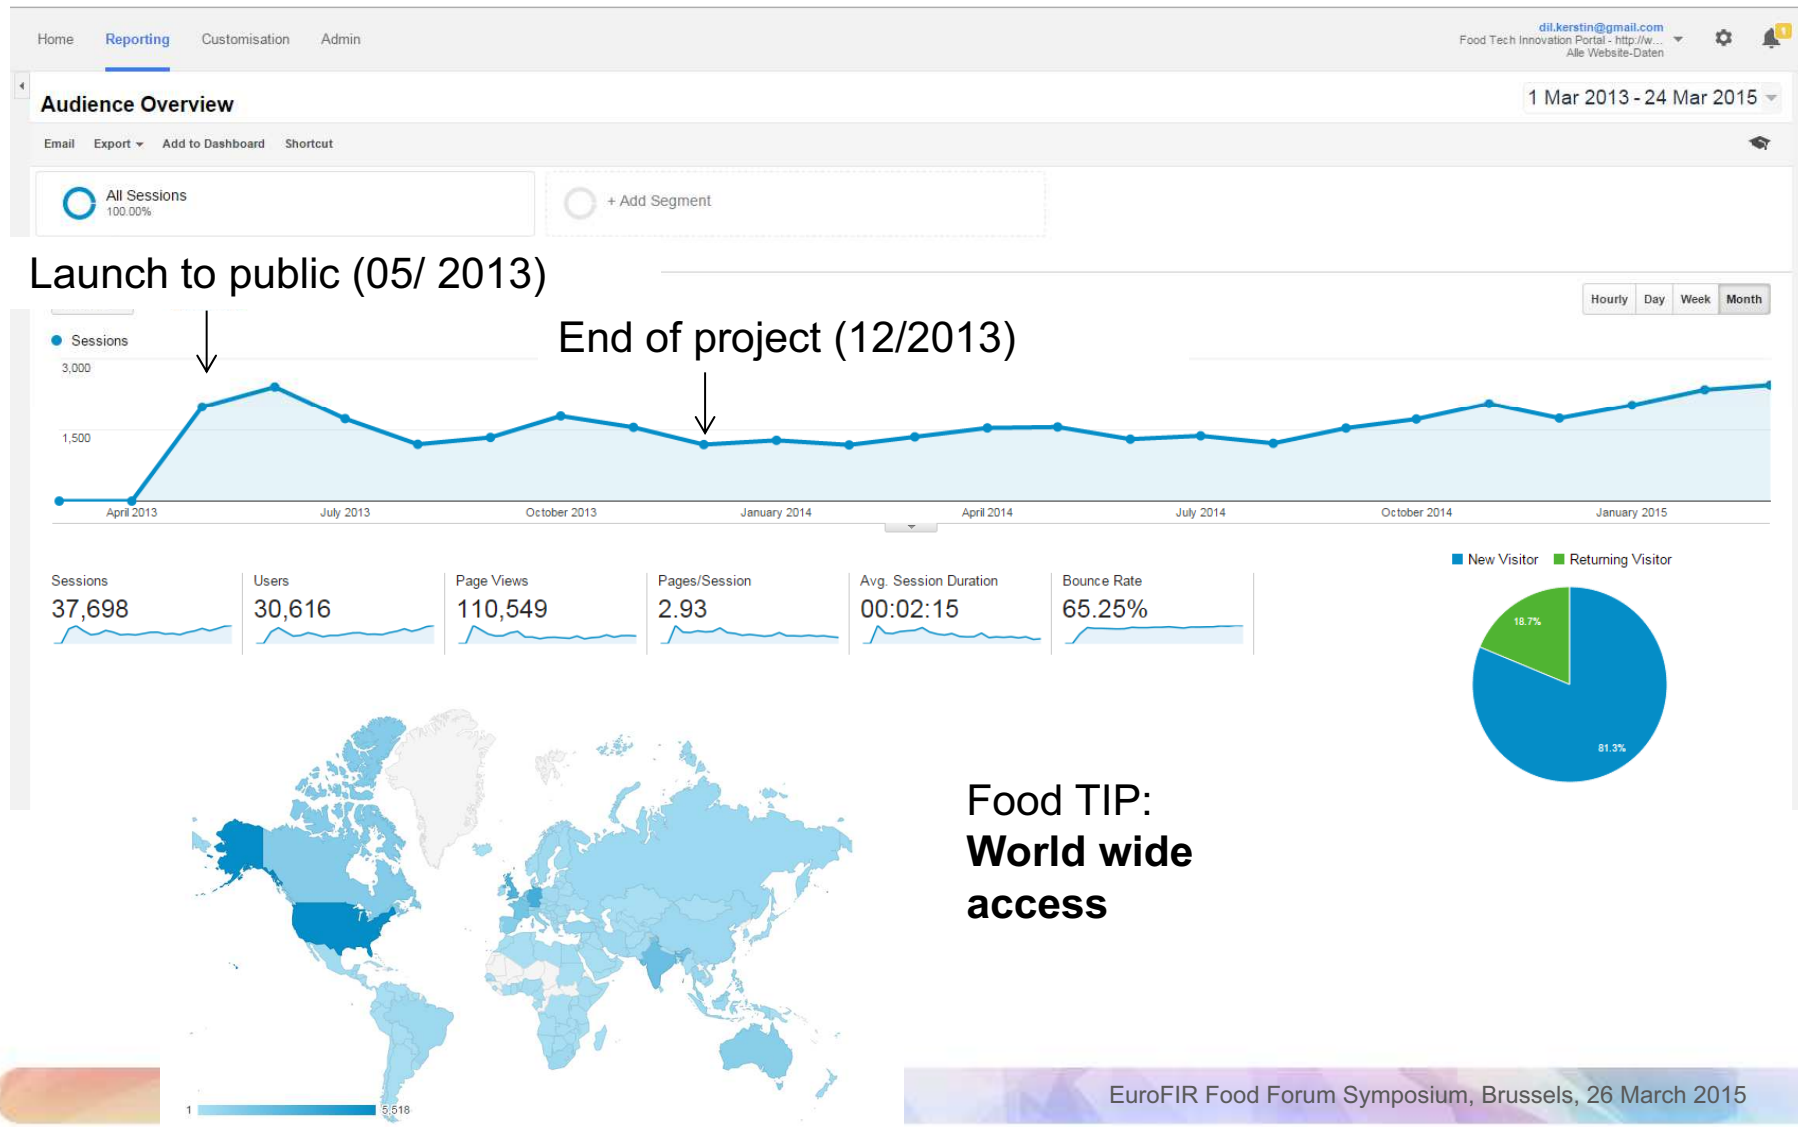 Home Reporting Customisation Admin
dil.kerstin@gmail.com
Food Tech Innovation Portal - http://w...
Alle Website-Daten
1
Audience Overview
1 Mar 2013 - 24 Mar 2015
Email Export Add to Dashboard Shortcut
All Sessions
100.00%
+ Add Segment
Launch to public (05/ 2013)
Hourly Day Week Month
End of project (12/2013)
Sessions
3,000
1,500
April 2013 July 2013 October 2013 January 2014 April 2014 July 2014 October 2014 January 2015
New Visitor Returning Visitor
Sessions Users Page Views Pages/Session Avg. Session Duration Bounce Rate
37,698 30,616 110,549 2.93 00:02:15 65.25%
18.7%
81.3%
Food TIP:
World wide
access
1 5,518
EuroFIR Food Forum Symposium, Brussels, 26 March 2015